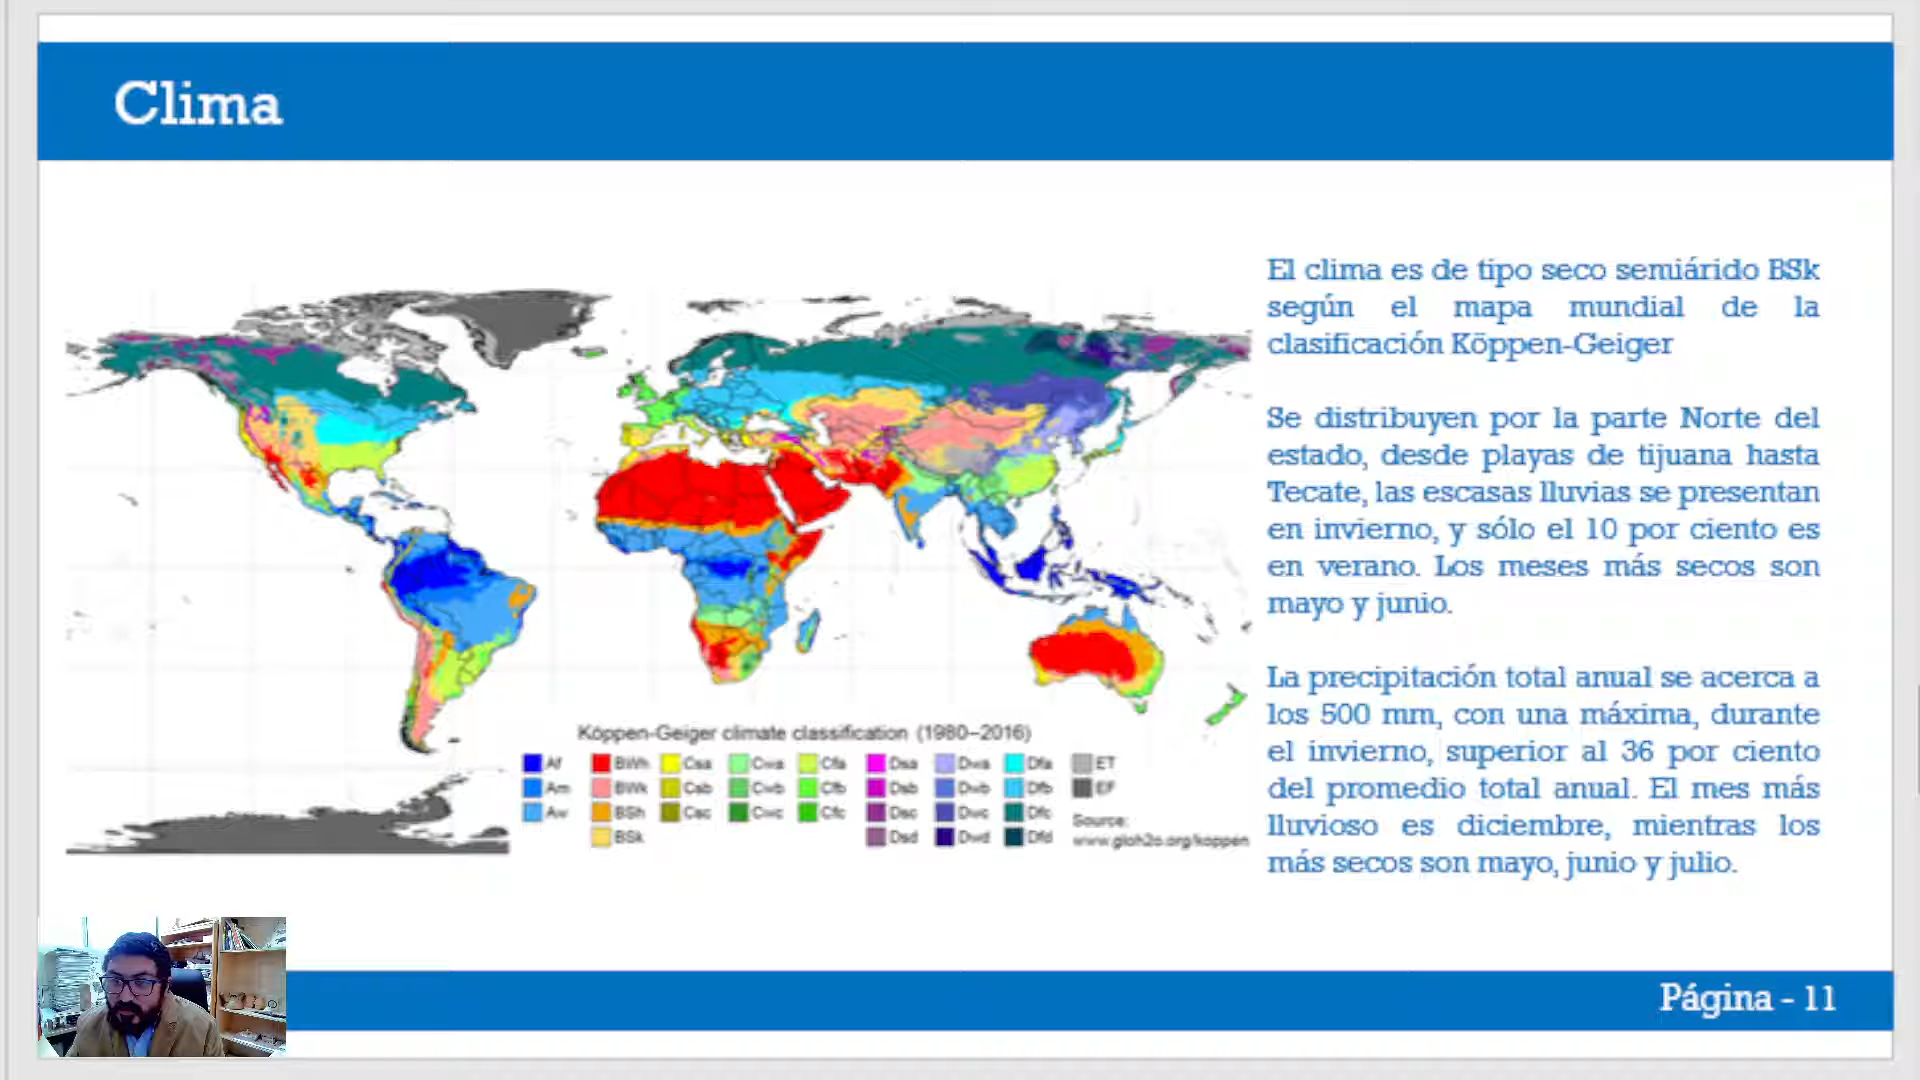 Clima
El clima es de tipo seco semiárido BSk
según el mapa mundial de la
clasificación Köppen-Geiger
Se distribuyen por la parte Norte del
estado, desde playas de tijuana hasta
Tecate, las escasas lluvias se presentan
en invierno, y sólo el 10 por ciento es
en verano. Los meses más secos son
mayo y junio.
La precipitación total anual se acerca a
los 500 mm, con una máxima, durante
el invierno, superior al 36 por ciento
del promedio total anual. El mes más
lluvioso es diciembre, mientras los
más secos son mayo, junio y julio.
Köppen-Geiger climate classification (1980–2016)
Af BWh Csa Cwa Cfa Dsa Dwa Dfa ET
Am BWk Csb Cwb Cfb Dsb Dwb Dfb EF
Aw BSh Csc Cwc Cfc Dsc Dwc Dfc
BSk Dsd Dwd Dfd
Source:
www.gloh2o.org/koppen
Página - 11